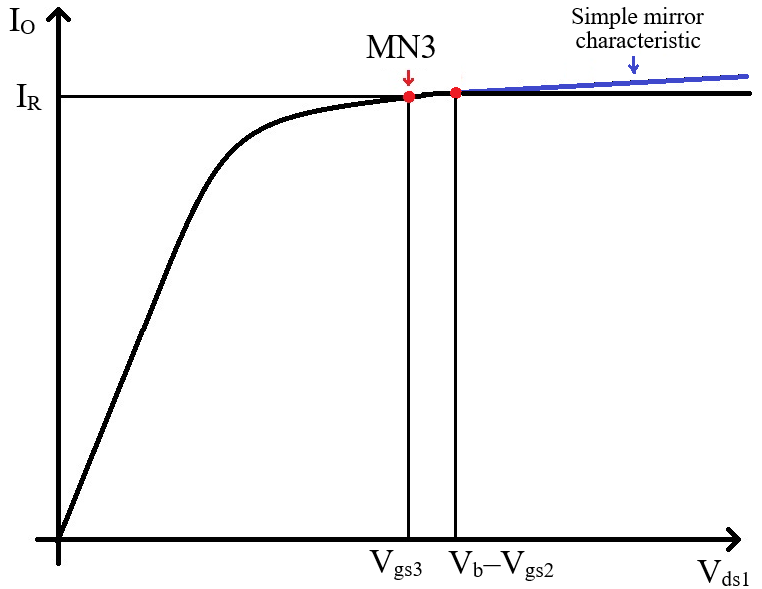 I_O
Simple mirror
characteristic
MN3
I_R
V_gs3
V_b–V_gs2
V_ds1